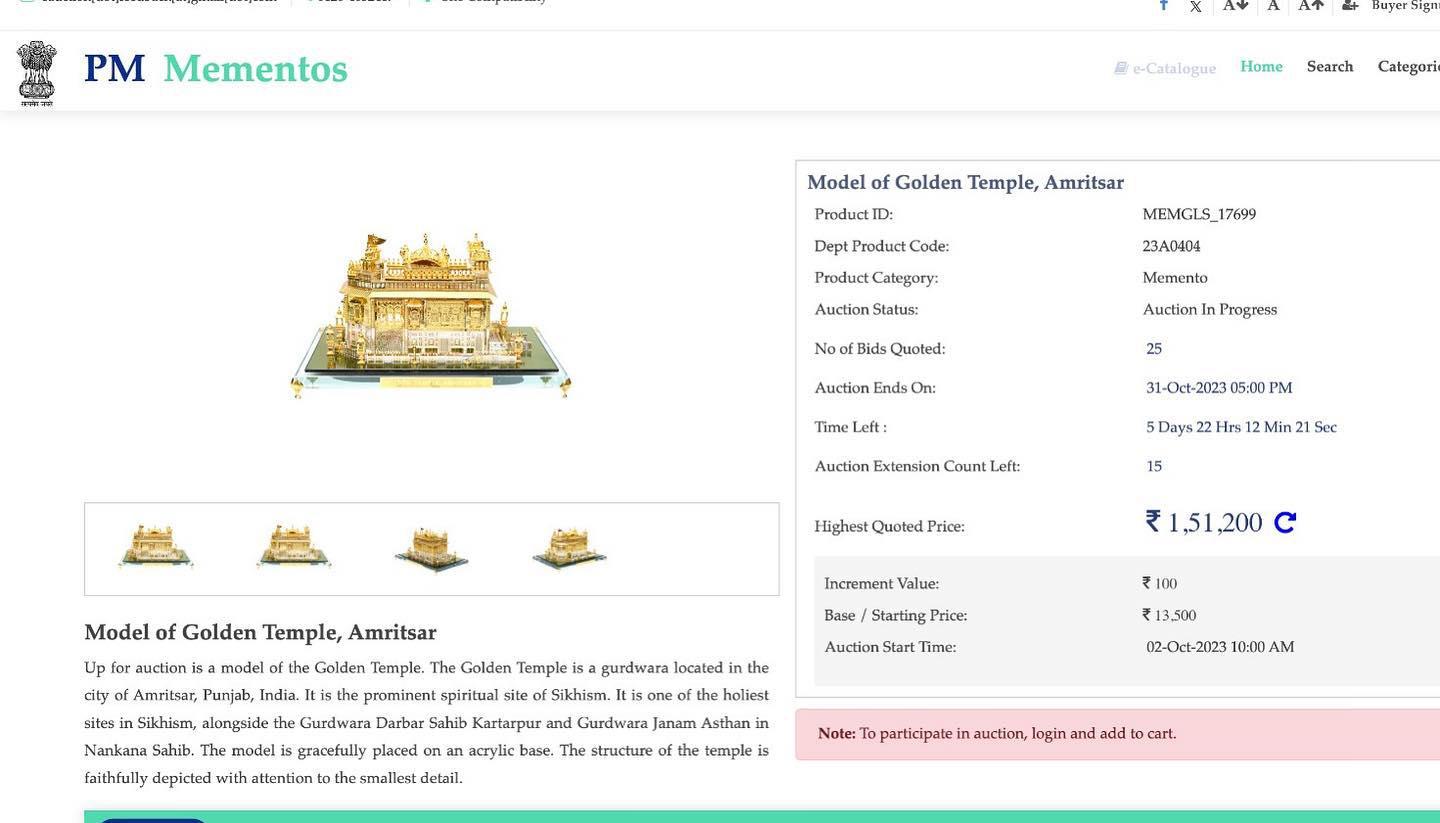 A A A Buyer
सत्यमेव जयते
PM Mementos
e-Catalogue Home Search
Model of Golden Temple, Amritsar
Product ID: MEMGLS_17699
Dept Product Code: 23A0404
Product Category: Memento
Auction Status: Auction In Progress
No of Bids Quoted: 25
Auction Ends On: 31-Oct-2023 05:00 PM
Time Left : 5 Days 22 Hrs 12 Min 21 Sec
Auction Extension Count Left: 15
Highest Quoted Price: ₹ 1,51,200
Increment Value: ₹ 100
Base / Starting Price: ₹ 13,500
Auction Start Time: 02-Oct-2023 10:00 AM
Note: To participate in auction, login and add to cart.
Model of Golden Temple, Amritsar
Up for auction is a model of the Golden Temple. The Golden Temple is a gurdwara located in the
city of Amritsar, Punjab, India. It is the prominent spiritual site of Sikhism. It is one of the holiest
sites in Sikhism, alongside the Gurdwara Darbar Sahib Kartarpur and Gurdwara Janam Asthan in
Nankana Sahib. The model is gracefully placed on an acrylic base. The structure of the temple is
faithfully depicted with attention to the smallest detail.